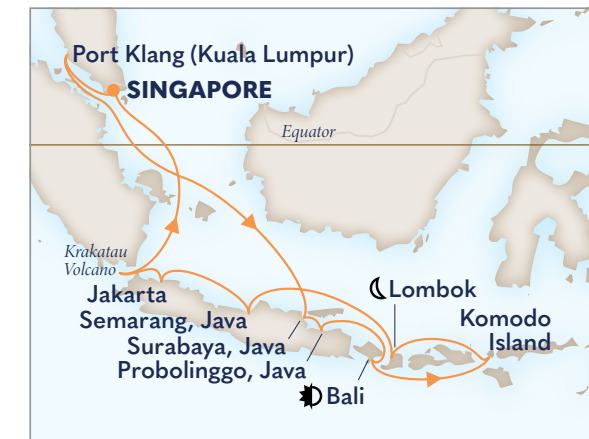 Port Klang (Kuala Lumpur)
SINGAPORE
Equator
Krakatau
Volcano
Jakarta
Semarang, Java
Surabaya, Java
Probolinggo, Java
Bali
Lombok
Komodo
Island